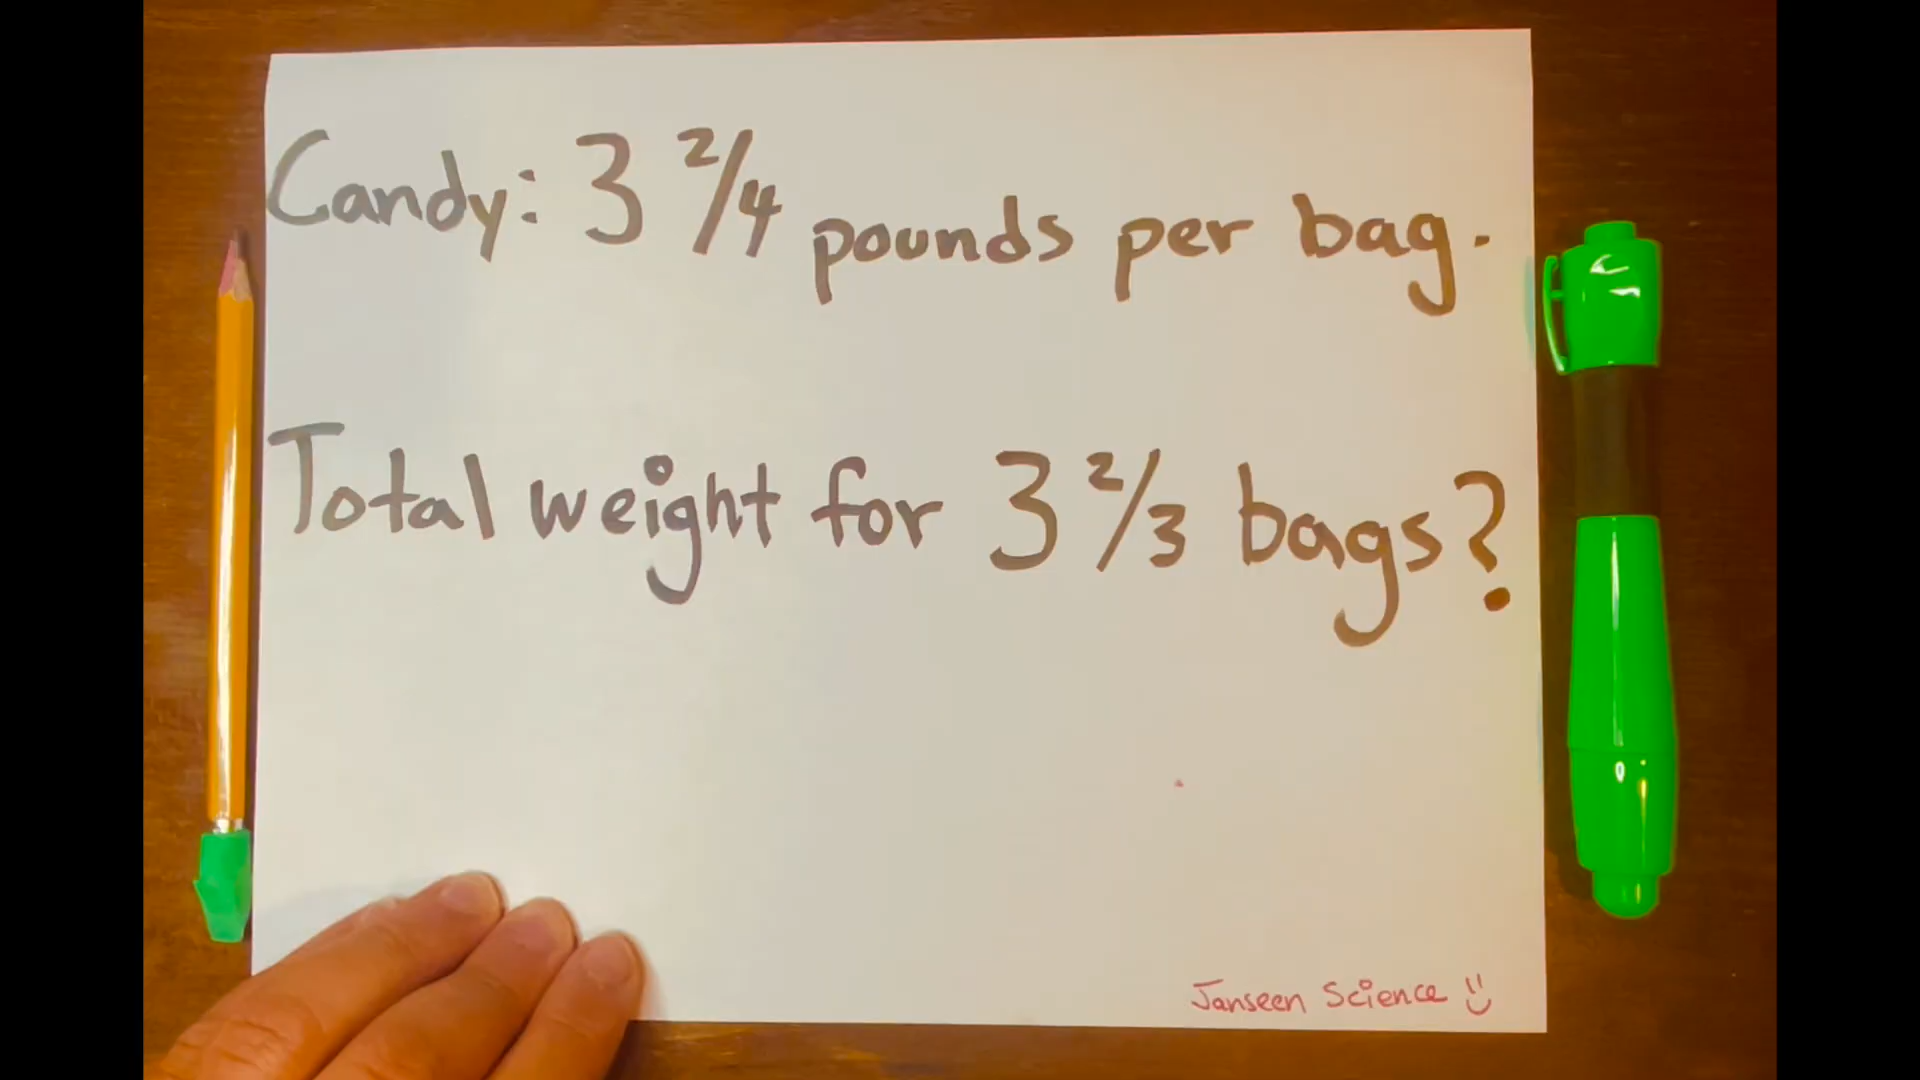 Candy: 3 2/4 pounds per bag.
Total weight for 3 2/3 bags?
Janseen Science